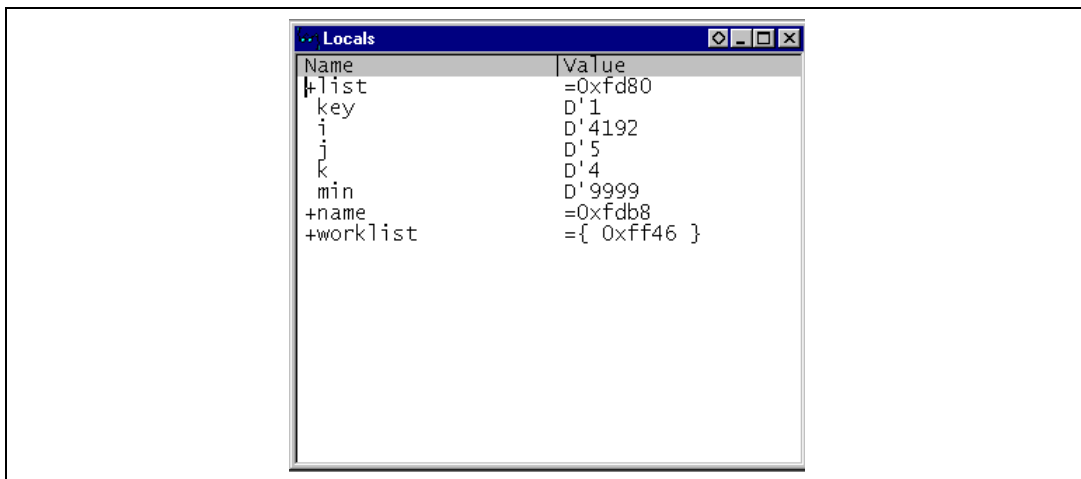 Locals
Name Value
+list =0xfd80
key D'1
i D'4192
j D'5
k D'4
min D'9999
+name =0xfdb8
+worklist ={ 0xff46 }